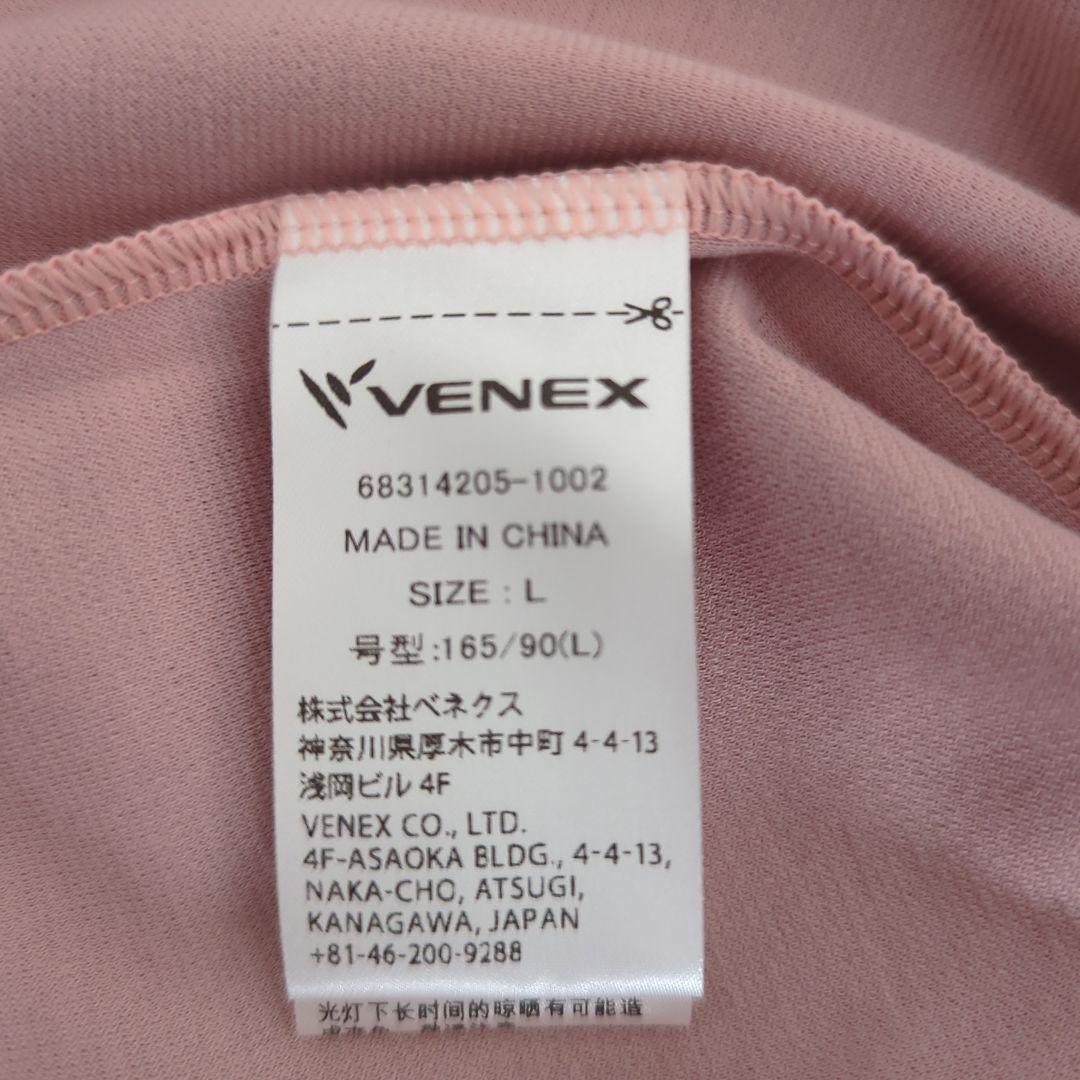 VENEX
68314205-1002
MADE IN CHINA
SIZE : L
号型:165/90(L)
株式会社ベネクス
神奈川県厚木市中町 4-4-13
浅岡ビル 4F
VENEX CO., LTD.
4F-ASAOKA BLDG., 4-4-13,
NAKA-CHO, ATSUGI,
KANAGAWA, JAPAN
+81-46-200-9288
光灯下长时间的晾晒有可能造